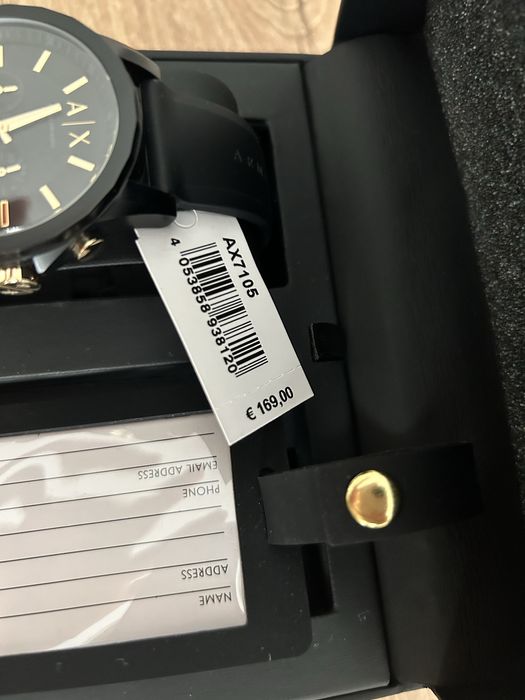 A|X
AX7105
4 053858 938120
€ 169,00
NAME
ADDRESS
PHONE
EMAIL ADDRESS